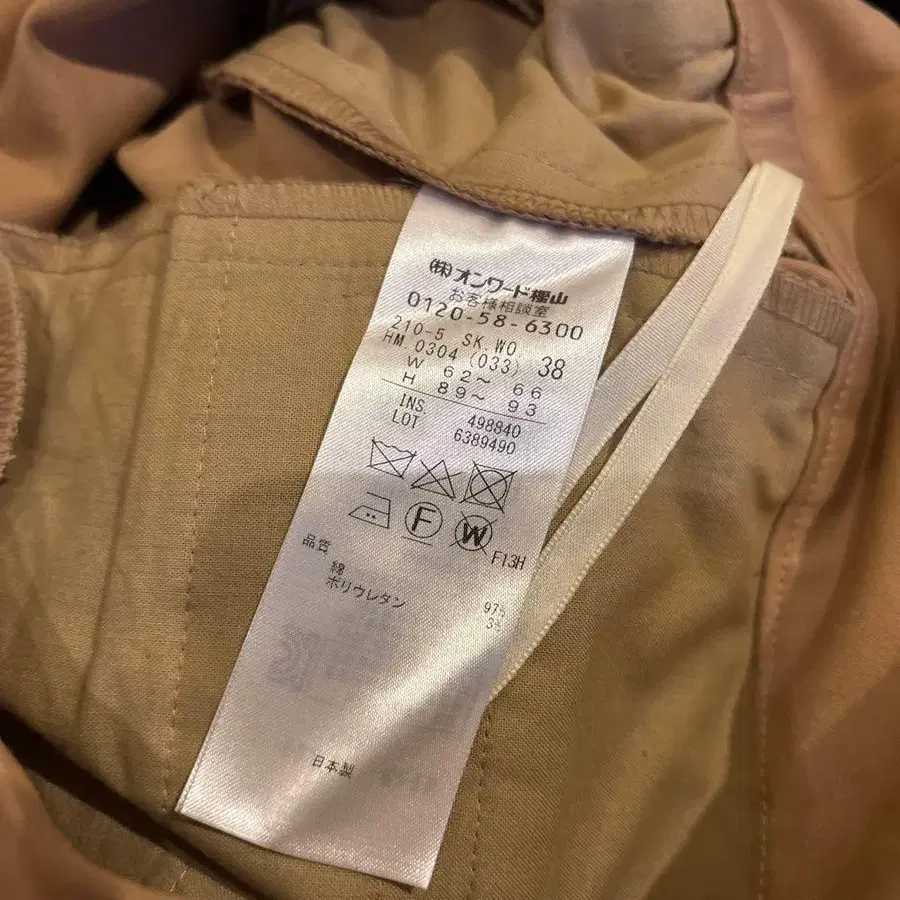 (株)オンワード樫山
お客様相談室
0120-58-6300
210-5 SK.WO. 38
HM 0304 (033)
W 62～ 66
H 89～ 93
INS. 498840
LOT 6389490
F W F13H
品質
綿 97%
ポリウレタン 3%
日本製